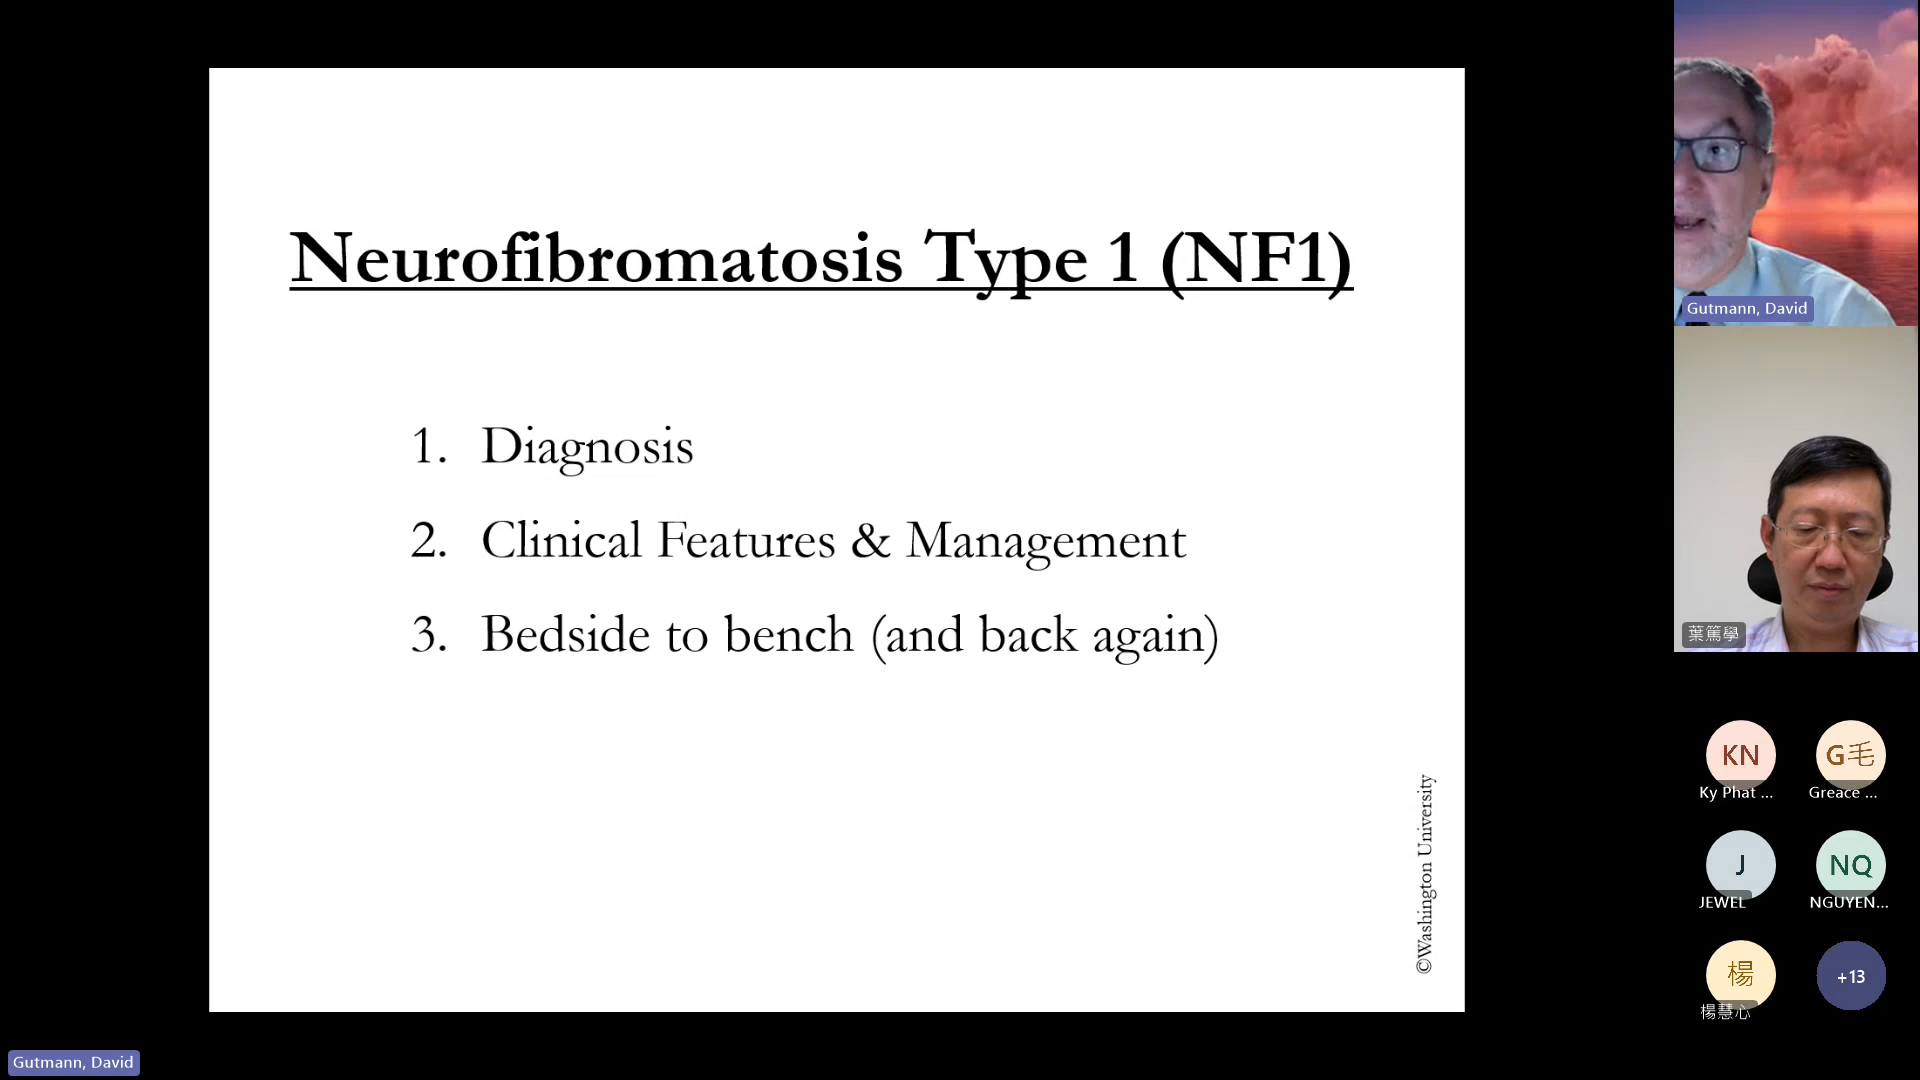 Neurofibromatosis Type 1 (NF1)
1. Diagnosis
2. Clinical Features & Management
3. Bedside to bench (and back again)
©Washington University
Gutmann, David
葉篤學
KN
Ky Phat ...
G毛
Greace ...
J
JEWEL
NQ
NGUYEN...
楊
楊慧心
+13
Gutmann, David